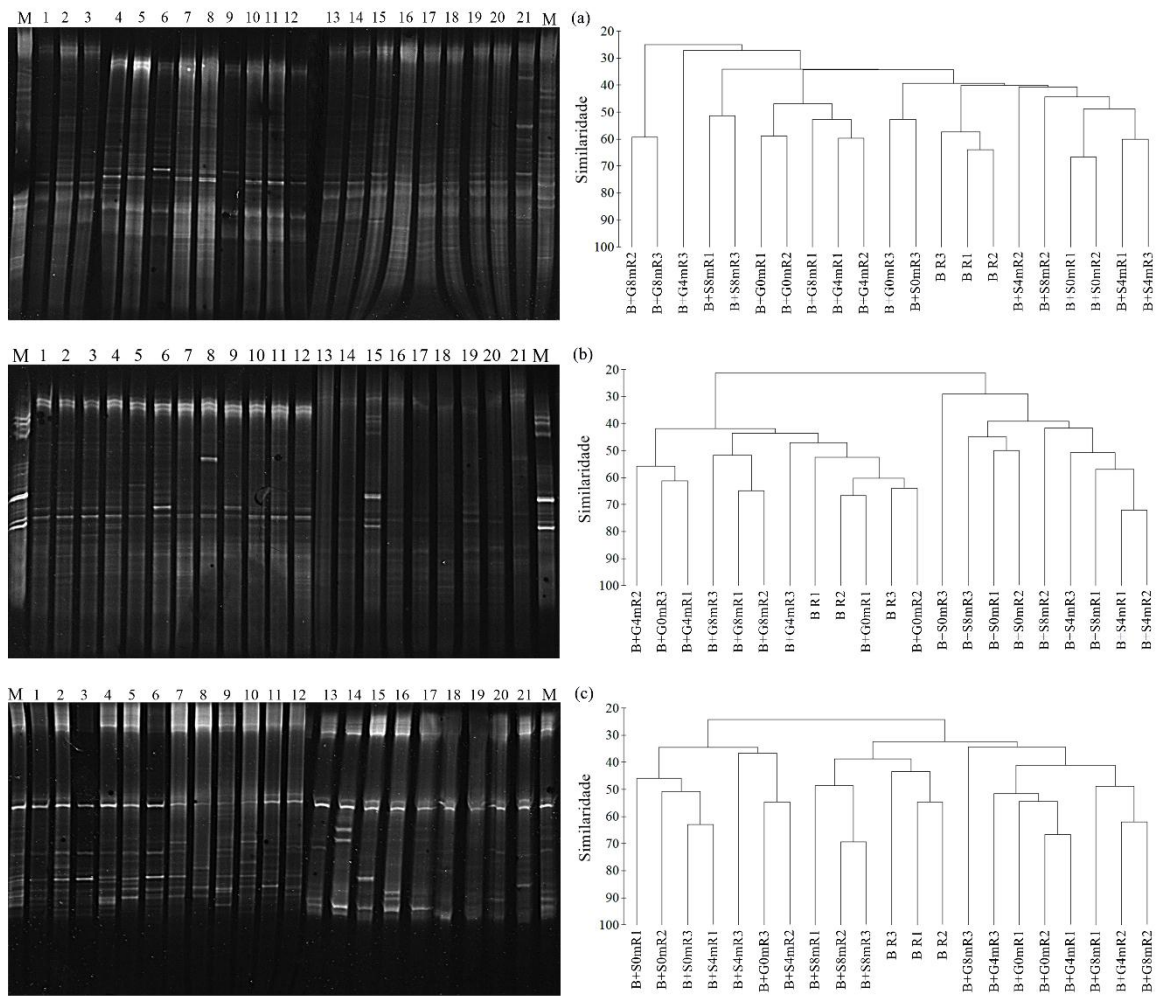 M 1 2 3 4 5 6 7 8 9 10 11 12 13 14 15 16 17 18 19 20 21 M
(a)
Similaridade
20
30
40
50
60
70
80
90
100
B+G8mR2
B+G8mR3
B+G4mR3
B+S8mR1
B+S8mR3
B+G0mR1
B+G0mR2
B+G8mR1
B+G4mR1
B+G4mR2
B+G0mR3
B+S0mR3
B R3
B R1
B R2
B+S4mR2
B+S8mR2
B+S0mR1
B+S0mR2
B+S4mR1
B+S4mR3
M 1 2 3 4 5 6 7 8 9 10 11 12 13 14 15 16 17 18 19 20 21 M
(b)
Similaridade
20
30
40
50
60
70
80
90
100
B+G4mR2
B+G0mR3
B+G4mR1
B+G8mR3
B+G8mR1
B+G8mR2
B+G4mR3
B R1
B R2
B+G0mR1
B R3
B+G0mR2
B−S0mR3
B−S8mR3
B−S0mR1
B−S0mR2
B−S8mR2
B−S4mR3
B−S8mR1
B−S4mR1
B−S4mR2
M 1 2 3 4 5 6 7 8 9 10 11 12 13 14 15 16 17 18 19 20 21 M
(c)
Similaridade
20
30
40
50
60
70
80
90
100
B+S0mR1
B+S0mR2
B+S0mR3
B+S4mR1
B+S4mR3
B+G0mR3
B+S4mR2
B+S8mR1
B+S8mR2
B+S8mR3
B R3
B R1
B R2
B+G8mR3
B+G4mR3
B+G0mR1
B+G0mR2
B+G4mR1
B+G8mR1
B+G4mR2
B+G8mR2